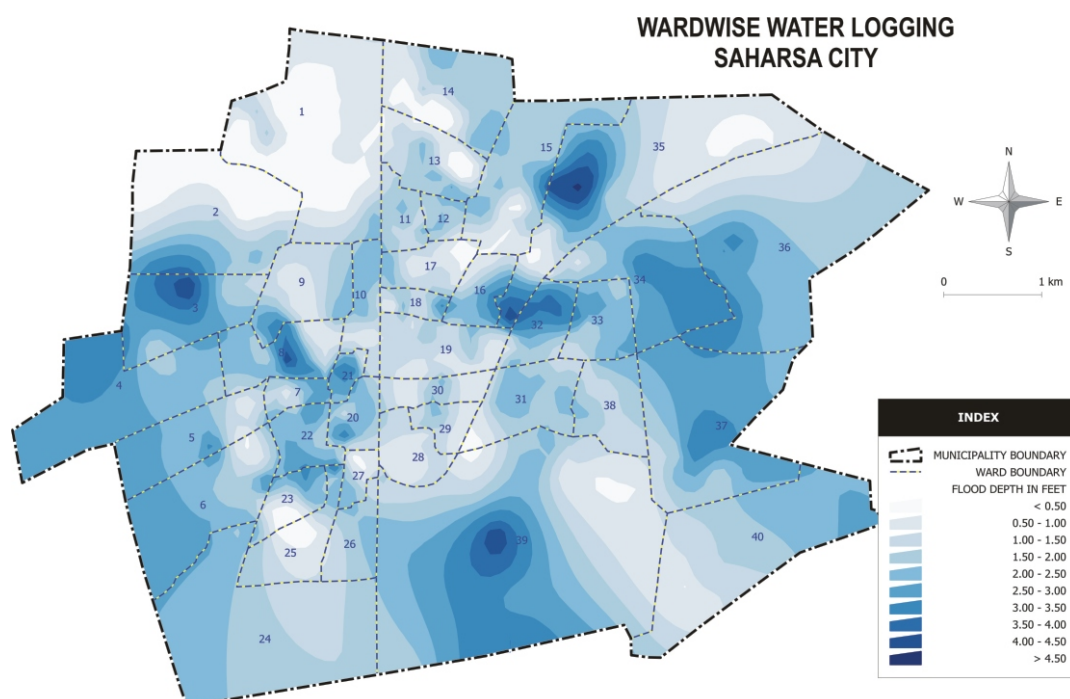 WARDWISE WATER LOGGING
SAHARSA CITY
14
1
15
35
13
2
11
12
36
17
9
34
10
16
18
3
32
33
19
8
21
4
7
30
31
38
20
29
37
5
22
28
27
6
23
39
40
26
25
24
N
W
E
S
0
1 km
INDEX
MUNICIPALITY BOUNDARY
WARD BOUNDARY
FLOOD DEPTH IN FEET
< 0.50
0.50 - 1.00
1.00 - 1.50
1.50 - 2.00
2.00 - 2.50
2.50 - 3.00
3.00 - 3.50
3.50 - 4.00
4.00 - 4.50
> 4.50